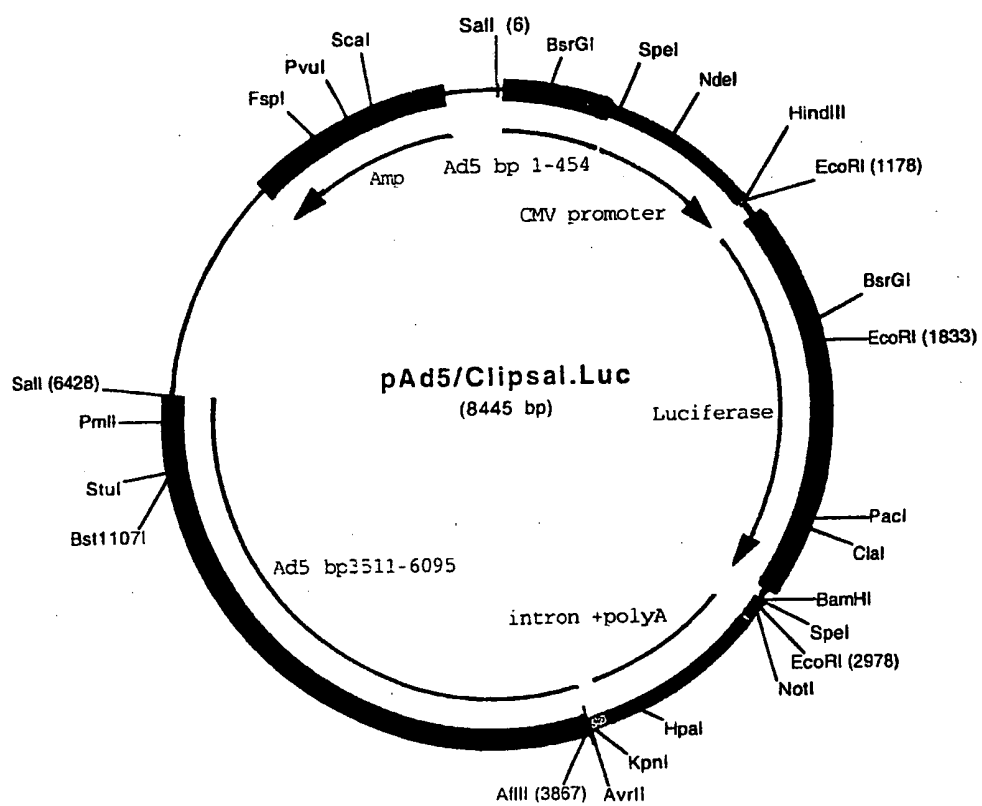 SalI (6)
BsrGI
SpeI
NdeI
HindIII
EcoRI (1178)
BsrGI
EcoRI (1833)
PacI
ClaI
BamHI
SpeI
EcoRI (2978)
NotI
HpaI
KpnI
AvrII
AflII (3867)
Bst1107I
StuI
PmlI
SalI (6428)
FspI
PvuI
ScaI
Amp
Ad5 bp 1-454
CMV promoter
Luciferase
intron +polyA
Ad5 bp3511-6095
pAd5/Clipsal.Luc
(8445 bp)